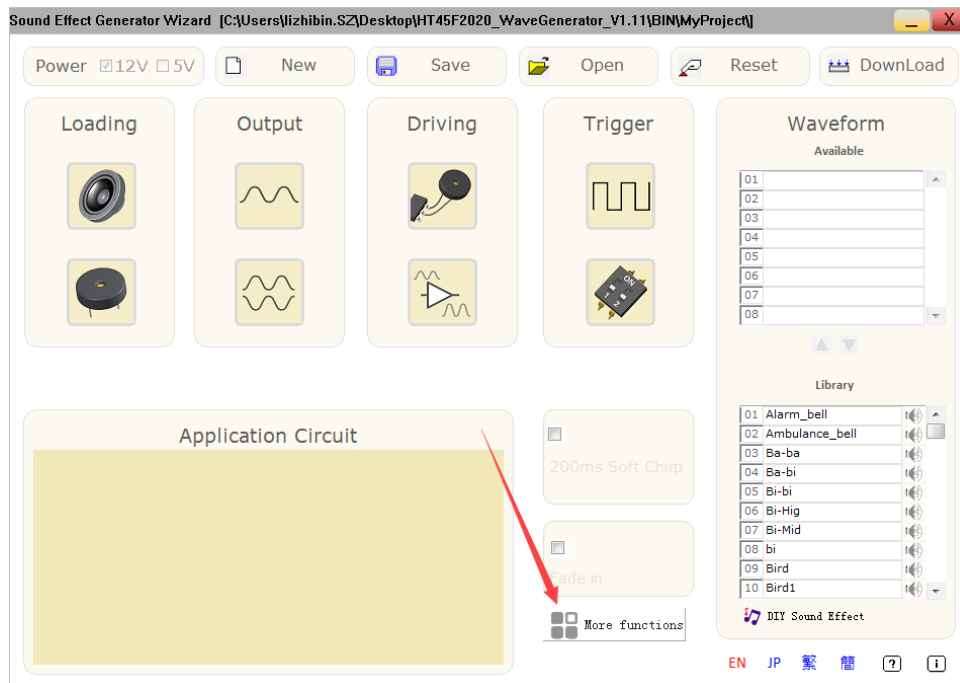 Sound Effect Generator Wizard [C:\Users\lizhibin.SZ\Desktop\HT45F2020_WaveGenerator_V1.11\BIN\MyProject\]
Power 12V 5V New Save Open Reset DownLoad
Loading Output Driving Trigger Waveform
Available
01
02
03
04
05
06
07
08
Library
01 Alarm_bell
02 Ambulance_bell
03 Ba-ba
04 Ba-bi
05 Bi-bi
06 Bi-Hig
07 Bi-Mid
08 bi
09 Bird
10 Bird1
DIY Sound Effect
Application Circuit
200ms Soft Chirp
Fade in
More functions
EN JP 繁 簡 ? i